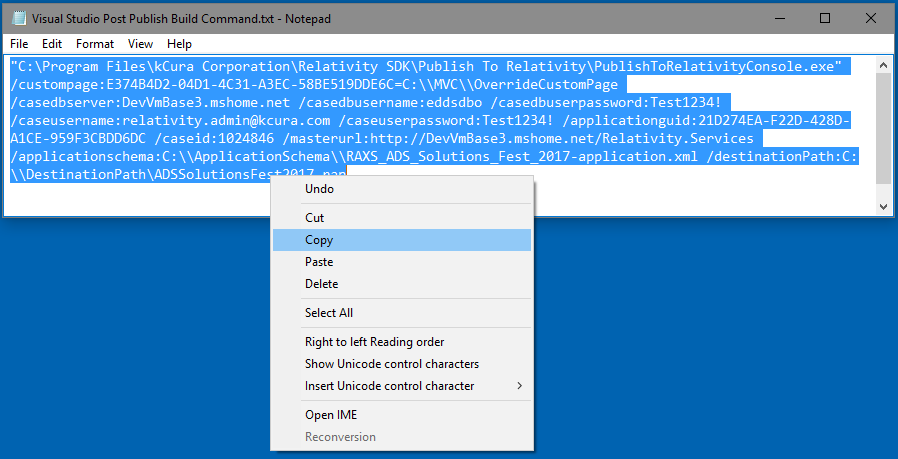 Visual Studio Post Publish Build Command.txt - Notepad
File Edit Format View Help
"C:\Program Files\kCura Corporation\Relativity SDK\Publish To Relativity\PublishToRelativityConsole.exe"
/custompage:E374B4D2-04D1-4C31-A3EC-58BE519DDE6C=C:\\MVC\\OverrideCustomPage
/casedbserver:DevVmBase3.mshome.net /casedbusername:eddsdbo /casedbuserpassword:Test1234!
/caseusername:relativity.admin@kcura.com /caseuserpassword:Test1234! /applicationguid:21D274EA-F22D-428D-
A1CE-959F3CBDD6DC /caseid:1024846 /masterurl:http://DevVmBase3.mshome.net/Relativity.Services
/applicationschema:C:\\ApplicationSchema\\RAXS_ADS_Solutions_Fest_2017-application.xml /destinationPath:C:
\\DestinationPath\ADSSolutionsFest2017.rap
Undo
Cut
Copy
Paste
Delete
Select All
Right to left Reading order
Show Unicode control characters
Insert Unicode control character
Open IME
Reconversion